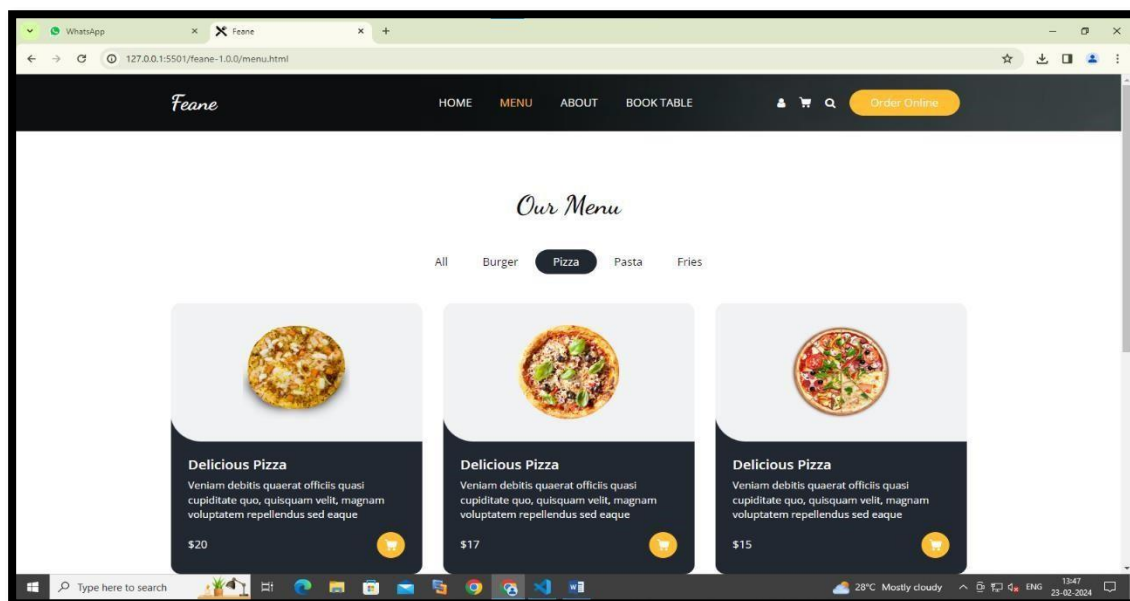 WhatsApp
Feane
127.0.0.1:5501/feane-1.0.0/menu.html
Feane
HOME MENU ABOUT BOOK TABLE Order Online
Our Menu
All Burger Pizza Pasta Fries
Delicious Pizza
Veniam debitis quaerat officiis quasi
cupiditate quo, quisquam velit, magnam
voluptatem repellendus sed eaque
$20
Delicious Pizza
Veniam debitis quaerat officiis quasi
cupiditate quo, quisquam velit, magnam
voluptatem repellendus sed eaque
$17
Delicious Pizza
Veniam debitis quaerat officiis quasi
cupiditate quo, quisquam velit, magnam
voluptatem repellendus sed eaque
$15
Type here to search
28°C Mostly cloudy
ENG
13:47
23-02-2024